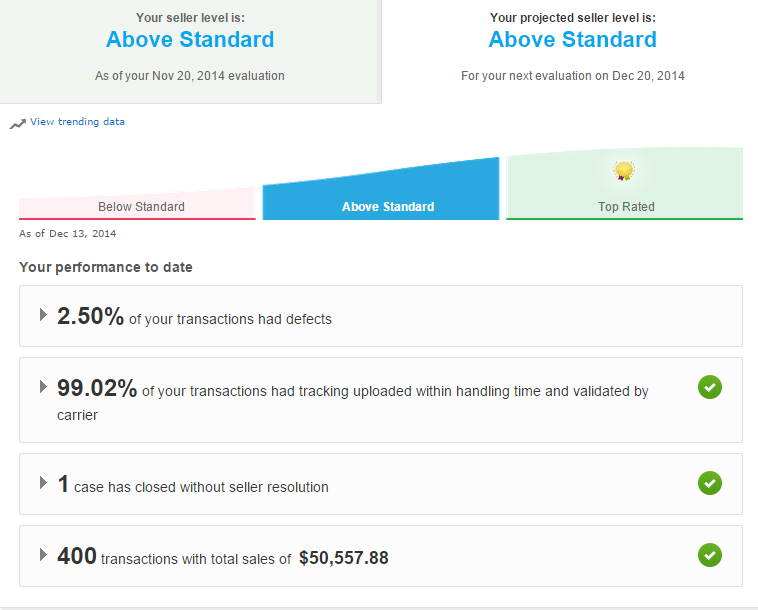 Your seller level is:
Above Standard
As of your Nov 20, 2014 evaluation
Your projected seller level is:
Above Standard
For your next evaluation on Dec 20, 2014
View trending data
Below Standard
Above Standard
Top Rated
As of Dec 13, 2014
Your performance to date
2.50% of your transactions had defects
99.02% of your transactions had tracking uploaded within handling time and validated by
carrier
1 case has closed without seller resolution
400 transactions with total sales of $50,557.88